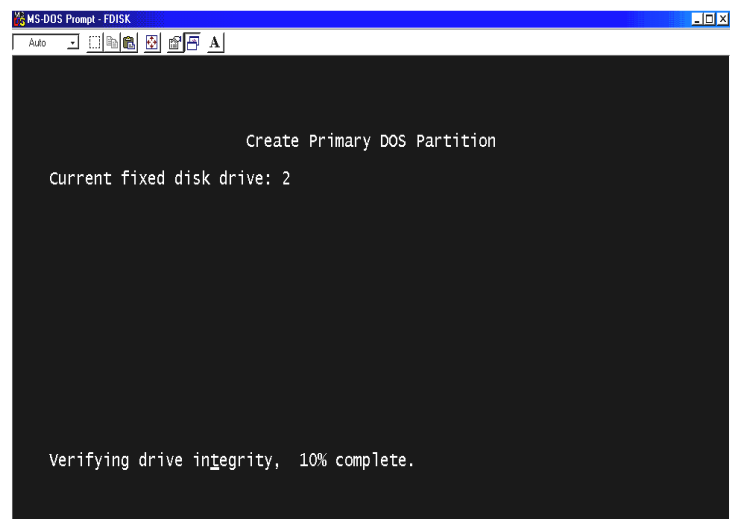 MS-DOS Prompt - FDISK
Auto
A
Create Primary DOS Partition
Current fixed disk drive: 2
Verifying drive integrity, 10% complete.